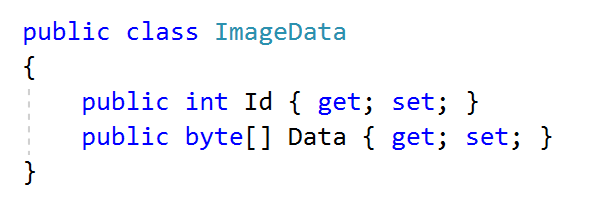 public class ImageData
{
    public int Id { get; set; }
    public byte[] Data { get; set; }
}